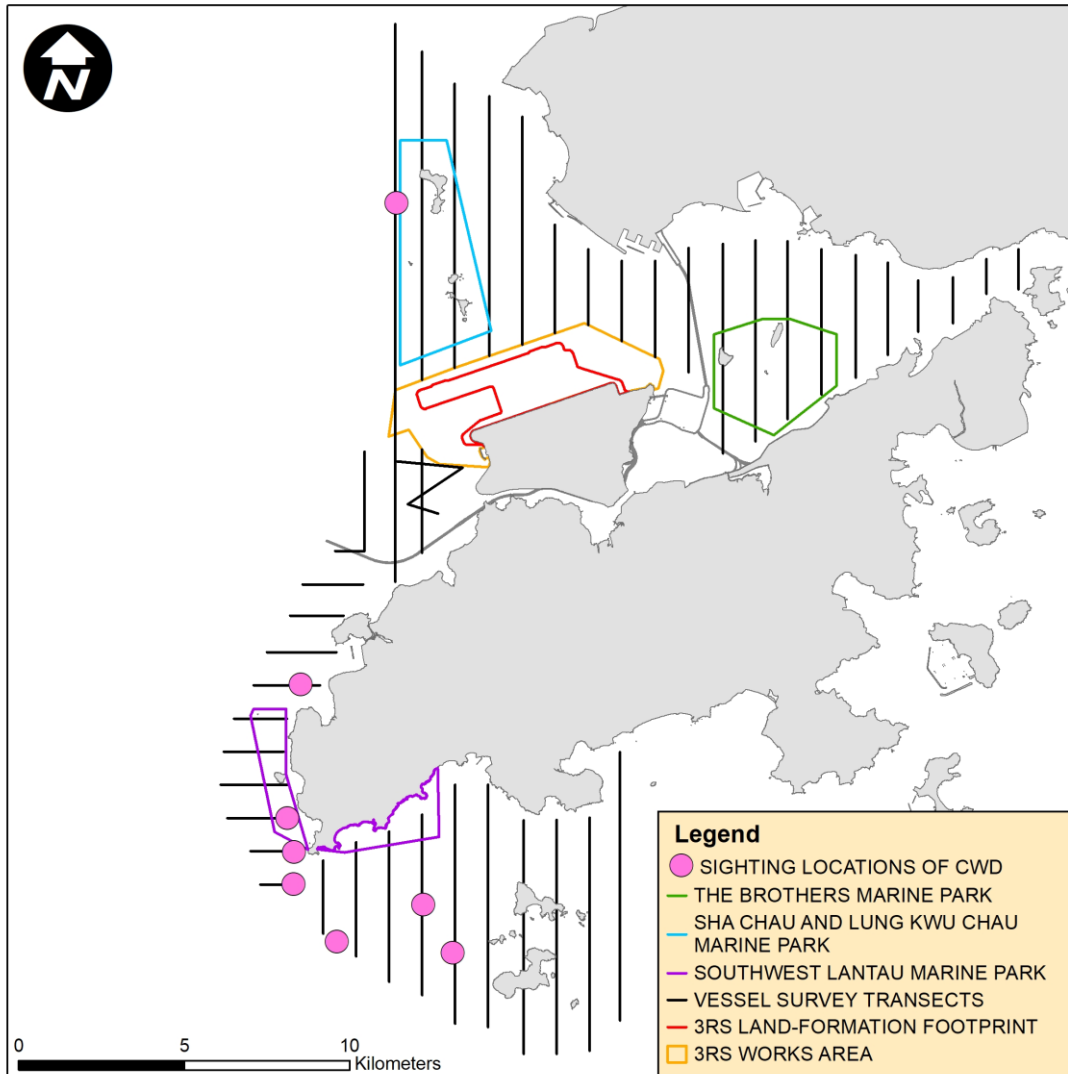 N
Legend
SIGHTING LOCATIONS OF CWD
THE BROTHERS MARINE PARK
SHA CHAU AND LUNG KWU CHAU
MARINE PARK
SOUTHWEST LANTAU MARINE PARK
VESSEL SURVEY TRANSECTS
3RS LAND-FORMATION FOOTPRINT
3RS WORKS AREA
0 5 10
Kilometers